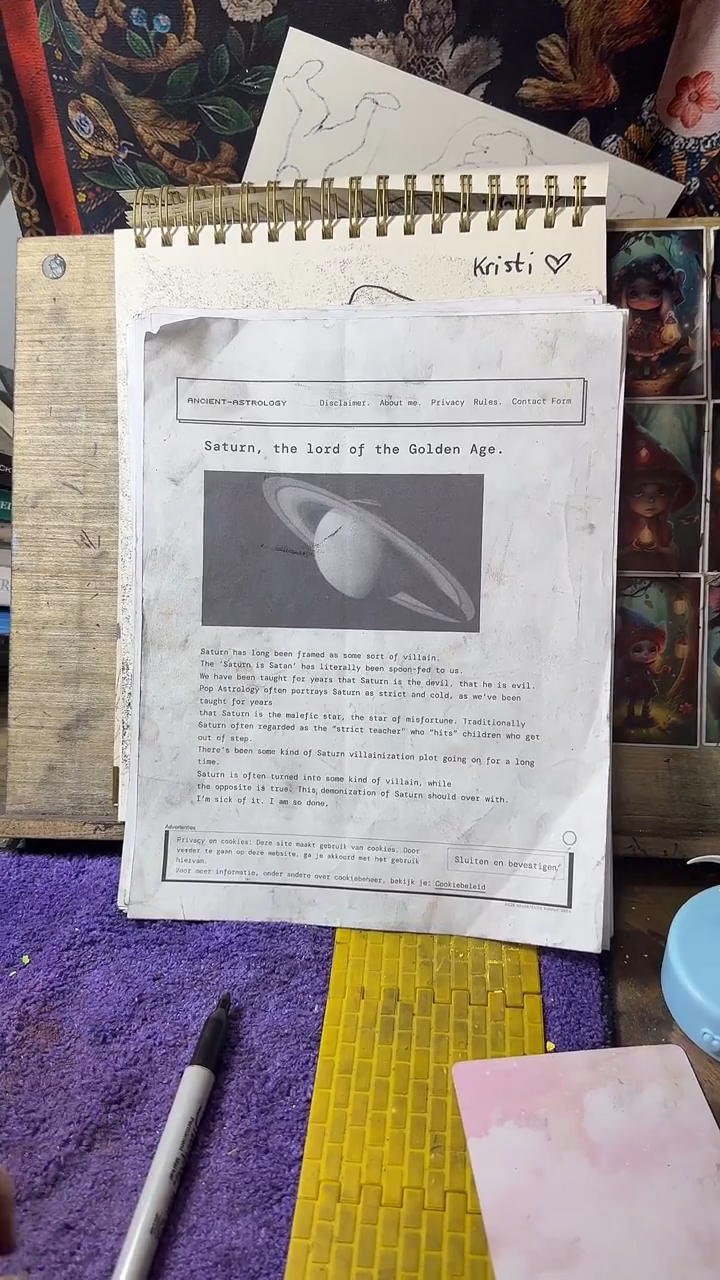 Kristi ♡
ANCIENT-ASTROLOGY Disclaimer. About me. Privacy Rules. Contact Form
Saturn, the lord of the Golden Age.
Saturn has long been framed as some sort of villain.
The 'Saturn is Satan' has literally been spoon-fed to us.
We have been taught for years that Saturn is the devil, that he is evil.
Pop Astrology often portrays Saturn as strict and cold, as we've been
taught for years
that Saturn is the malefic star, the star of misfortune. Traditionally
Saturn often regarded as the "strict teacher" who "hits" children who get
out of step.
There's been some kind of Saturn villainization plot going on for a long
time.
Saturn is often turned into some kind of villain, while
the opposite is true. This demonization of Saturn should over with.
I'm sick of it. I am so done.
Advertenties
Privacy en cookies: Deze site maakt gebruik van cookies. Door
verder te gaan op deze website, ga je akkoord met het gebruik
hiervan.
Voor meer informatie, onder andere over cookiebeheer, bekijk je: Cookiebeleid
Sluiten en bevestigen